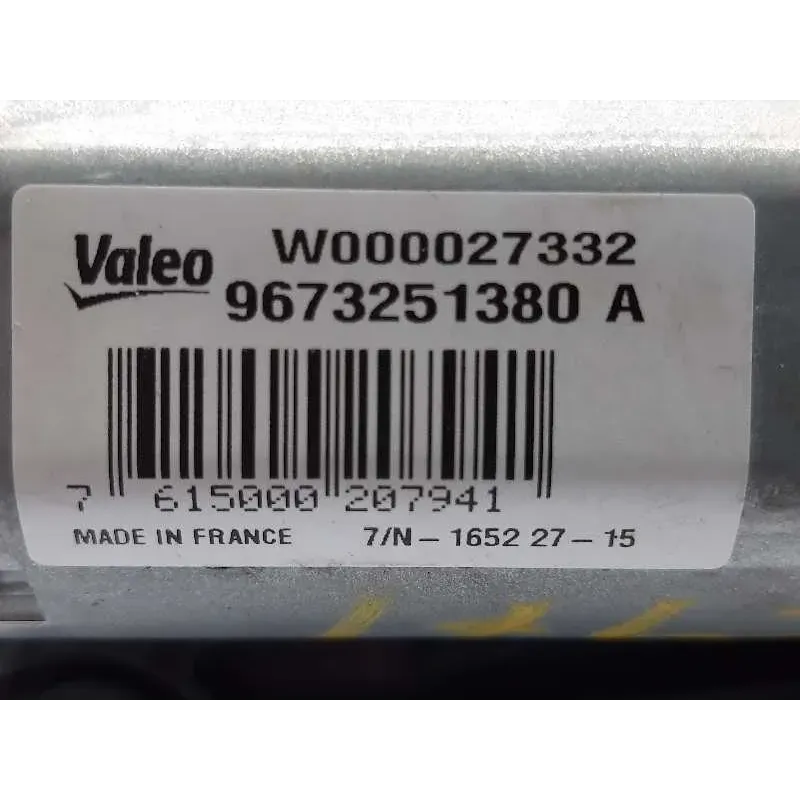 Valeo W000027332
9673251380 A
7 615000 207941
MADE IN FRANCE 7/N - 1652 27 - 15